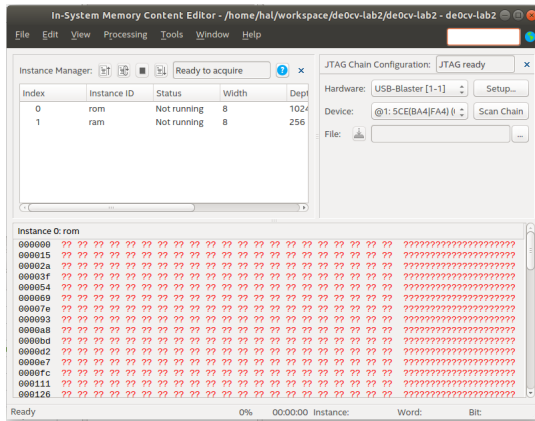 In-System Memory Content Editor - /home/hal/workspace/de0cv-lab2/de0cv-lab2 - de0cv-lab2
File Edit View Processing Tools Window Help
Instance Manager: Ready to acquire
Index Instance ID Status Width Dept
0 rom Not running 8 1024
1 ram Not running 8 256
JTAG Chain Configuration: JTAG ready
Hardware: USB-Blaster [1-1] Setup...
Device: @1: 5CE(BA4|FA4) ( Scan Chain
File: ...
Instance 0: rom
000000 ?? ?? ?? ?? ?? ?? ?? ?? ?? ?? ?? ?? ?? ?? ?? ?? ?? ?? ?? ?? ?? ?????????????????????
000015 ?? ?? ?? ?? ?? ?? ?? ?? ?? ?? ?? ?? ?? ?? ?? ?? ?? ?? ?? ?? ?? ?????????????????????
00002a ?? ?? ?? ?? ?? ?? ?? ?? ?? ?? ?? ?? ?? ?? ?? ?? ?? ?? ?? ?? ?? ?????????????????????
00003f ?? ?? ?? ?? ?? ?? ?? ?? ?? ?? ?? ?? ?? ?? ?? ?? ?? ?? ?? ?? ?? ?????????????????????
000054 ?? ?? ?? ?? ?? ?? ?? ?? ?? ?? ?? ?? ?? ?? ?? ?? ?? ?? ?? ?? ?? ?????????????????????
000069 ?? ?? ?? ?? ?? ?? ?? ?? ?? ?? ?? ?? ?? ?? ?? ?? ?? ?? ?? ?? ?? ?????????????????????
00007e ?? ?? ?? ?? ?? ?? ?? ?? ?? ?? ?? ?? ?? ?? ?? ?? ?? ?? ?? ?? ?? ?????????????????????
000093 ?? ?? ?? ?? ?? ?? ?? ?? ?? ?? ?? ?? ?? ?? ?? ?? ?? ?? ?? ?? ?? ?????????????????????
0000a8 ?? ?? ?? ?? ?? ?? ?? ?? ?? ?? ?? ?? ?? ?? ?? ?? ?? ?? ?? ?? ?? ?????????????????????
0000bd ?? ?? ?? ?? ?? ?? ?? ?? ?? ?? ?? ?? ?? ?? ?? ?? ?? ?? ?? ?? ?? ?????????????????????
0000d2 ?? ?? ?? ?? ?? ?? ?? ?? ?? ?? ?? ?? ?? ?? ?? ?? ?? ?? ?? ?? ?? ?????????????????????
0000e7 ?? ?? ?? ?? ?? ?? ?? ?? ?? ?? ?? ?? ?? ?? ?? ?? ?? ?? ?? ?? ?? ?????????????????????
0000fc ?? ?? ?? ?? ?? ?? ?? ?? ?? ?? ?? ?? ?? ?? ?? ?? ?? ?? ?? ?? ?? ?????????????????????
000111 ?? ?? ?? ?? ?? ?? ?? ?? ?? ?? ?? ?? ?? ?? ?? ?? ?? ?? ?? ?? ?? ?????????????????????
000126 ?? ?? ?? ?? ?? ?? ?? ?? ?? ?? ?? ?? ?? ?? ?? ?? ?? ?? ?? ?? ?? ?????????????????????
Ready 0% 00:00:00 Instance: Word: Bit: